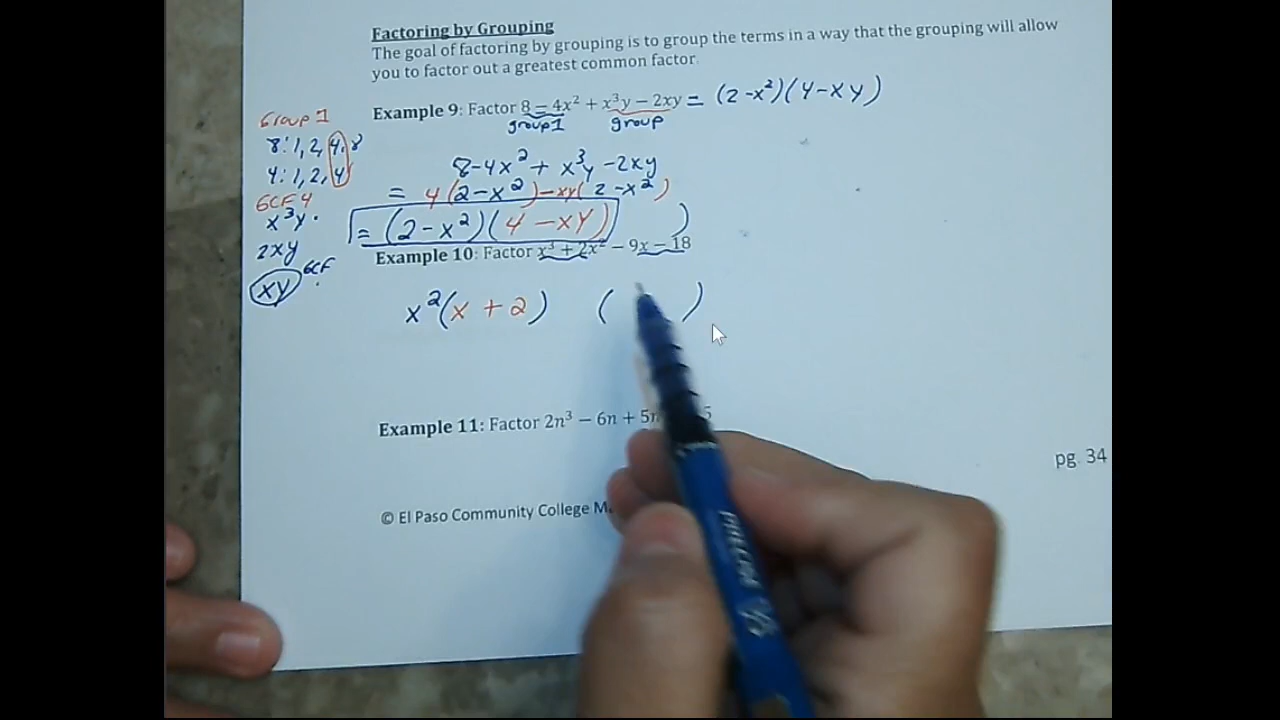 Factoring by Grouping
The goal of factoring by grouping is to group the terms in a way that the grouping will allow
you to factor out a greatest common factor.
Example 9: Factor 8 − 4x² + x³y − 2xy = (2-x²)(4-xy)
group1 group
Group 1
8: 1, 2, 4, 8
4: 1, 2, 4
GCF 4
x³y
2xy
GCF
xy
8-4x² + x³y -2xy
= 4(2-x²)-xy(2-x²)
= (2-x²)(4-xy) )
Example 10: Factor x³ + 2x² − 9x − 18
x²(x + 2) ( )
Example 11: Factor 2n³ − 6n + 5
pg. 34
© El Paso Community College